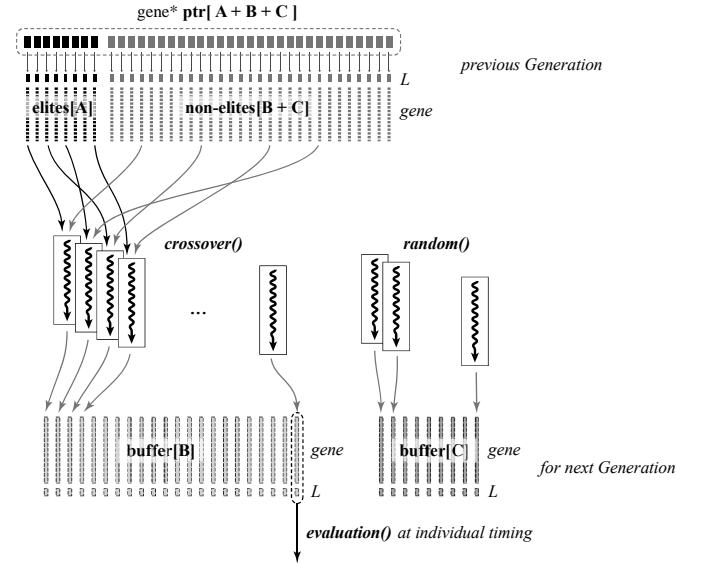 gene* ptr[ A + B + C ]
previous Generation
L
elites[A]
non-elites[B + C]
gene
crossover()
random()
...
buffer[B]
gene
buffer[C]
gene
for next Generation
L
L
evaluation() at individual timing